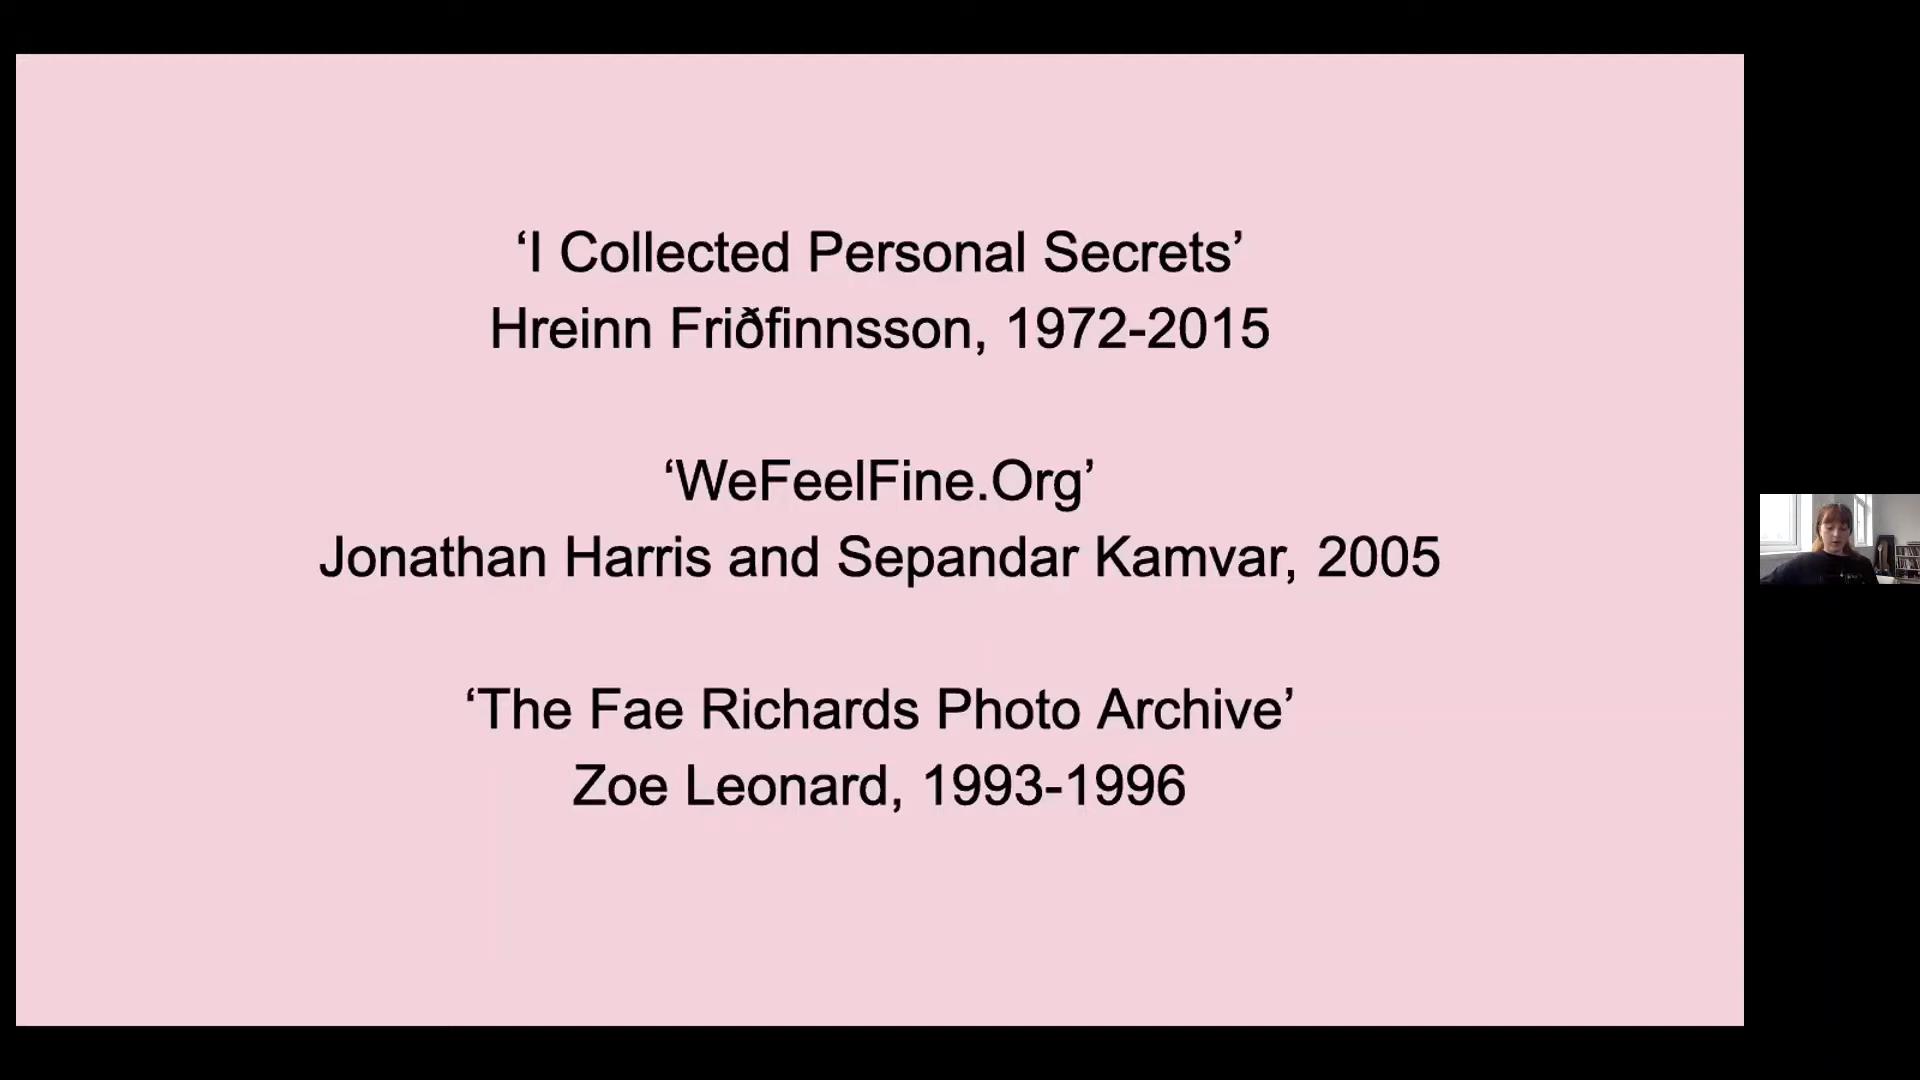 ‘I Collected Personal Secrets’
Hreinn Friðfinnsson, 1972-2015
‘WeFeelFine.Org’
Jonathan Harris and Sepandar Kamvar, 2005
‘The Fae Richards Photo Archive’
Zoe Leonard, 1993-1996